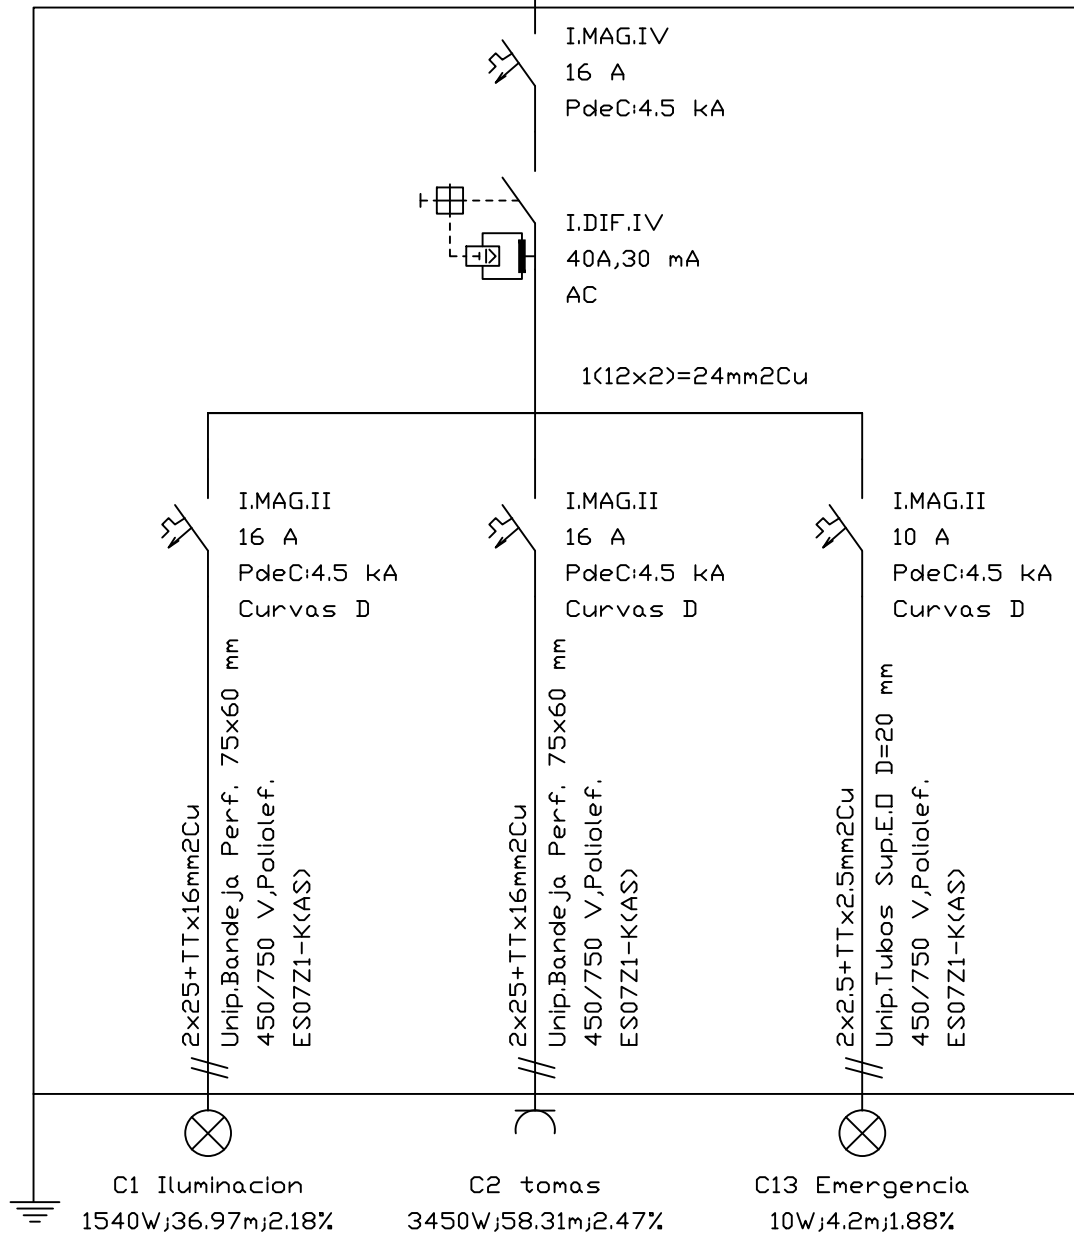 I.MAG.IV
16 A
PdeC:4.5 kA
I.DIF.IV
40A,30 mA
AC
1(12x2)=24mm2Cu
I.MAG.II
16 A
PdeC:4.5 kA
Curvas D
2x25+TTx16mm2Cu
Unip.Bandeja Perf. 75x60 mm
450/750 V,Poliolef.
ES07Z1-K(AS)
C1 Iluminacion
1540W;36.97m;2.18%
I.MAG.II
16 A
PdeC:4.5 kA
Curvas D
2x25+TTx16mm2Cu
Unip.Bandeja Perf. 75x60 mm
450/750 V,Poliolef.
ES07Z1-K(AS)
C2 tomas
3450W;58.31m;2.47%
I.MAG.II
10 A
PdeC:4.5 kA
Curvas D
2x2.5+TTx2.5mm2Cu
Unip.Tubos Sup.E.O D=20 mm
450/750 V,Poliolef.
ES07Z1-K(AS)
C13 Emergencia
10W;4.2m;1.88%